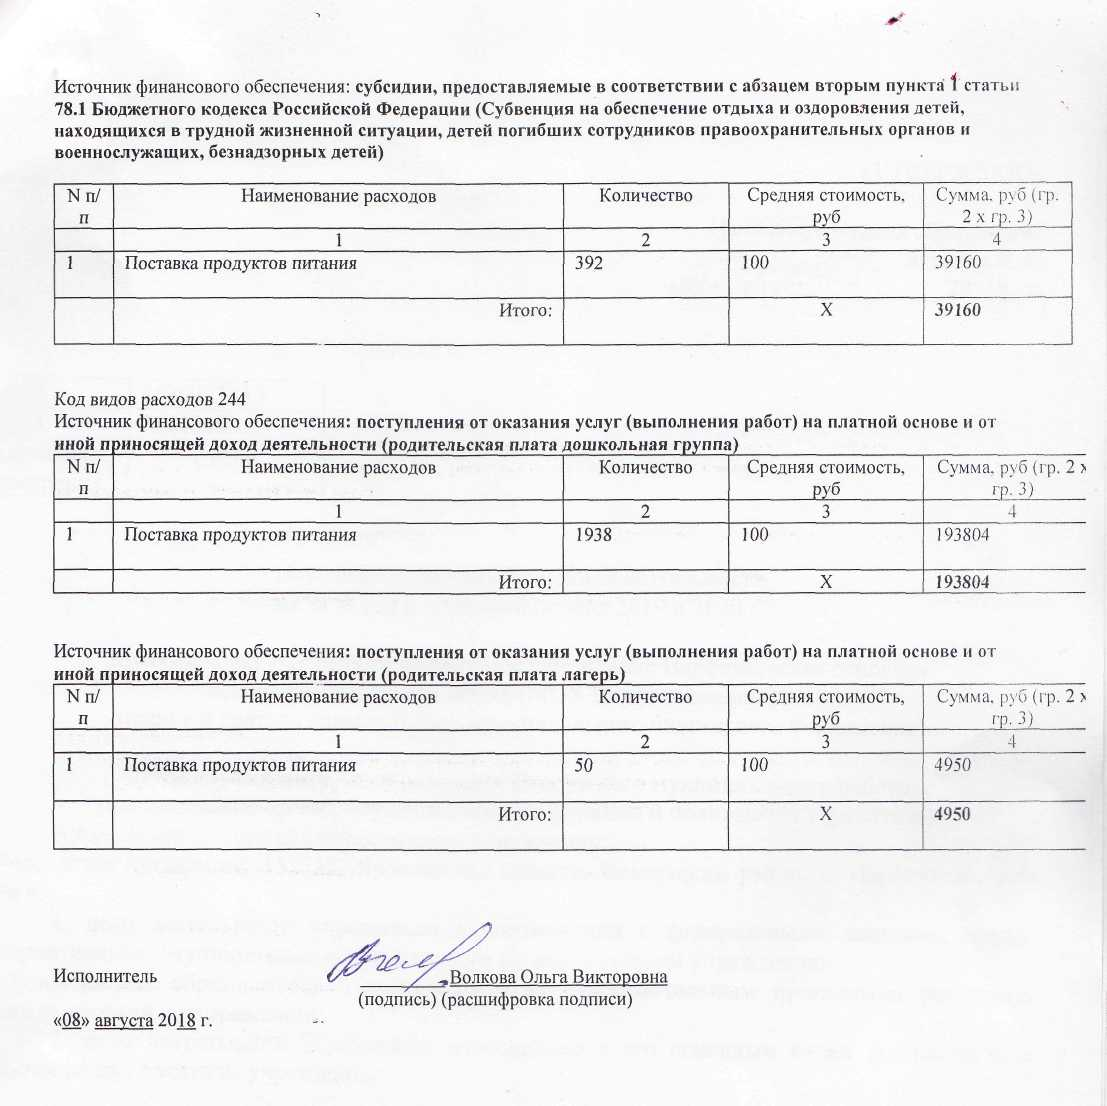 Источник финансового обеспечения: субсидии, предоставляемые в соответствии с абзацем вторым пункта 1 статьи
78.1 Бюджетного кодекса Российской Федерации (Субвенция на обеспечение отдыха и оздоровления детей,
находящихся в трудной жизненной ситуации, детей погибших сотрудников правоохранительных органов и
военнослужащих, безнадзорных детей)
N п/п Наименование расходов Количество Средняя стоимость, руб Сумма, руб (гр. 2 х гр. 3)
1 2 3 4
1 Поставка продуктов питания 392 100 39160
Итого: Х 39160
Код видов расходов 244
Источник финансового обеспечения: поступления от оказания услуг (выполнения работ) на платной основе и от
иной приносящей доход деятельности (родительская плата дошкольная группа)
N п/п Наименование расходов Количество Средняя стоимость, руб Сумма, руб (гр. 2 х гр. 3)
1 2 3 4
1 Поставка продуктов питания 1938 100 193804
Итого: Х 193804
Источник финансового обеспечения: поступления от оказания услуг (выполнения работ) на платной основе и от
иной приносящей доход деятельности (родительская плата лагерь)
N п/п Наименование расходов Количество Средняя стоимость, руб Сумма, руб (гр. 2 х гр. 3)
1 2 3 4
1 Поставка продуктов питания 50 100 4950
Итого: Х 4950
Исполнитель Волкова Ольга Викторовна
(подпись) (расшифровка подписи)
«08» августа 2018 г.